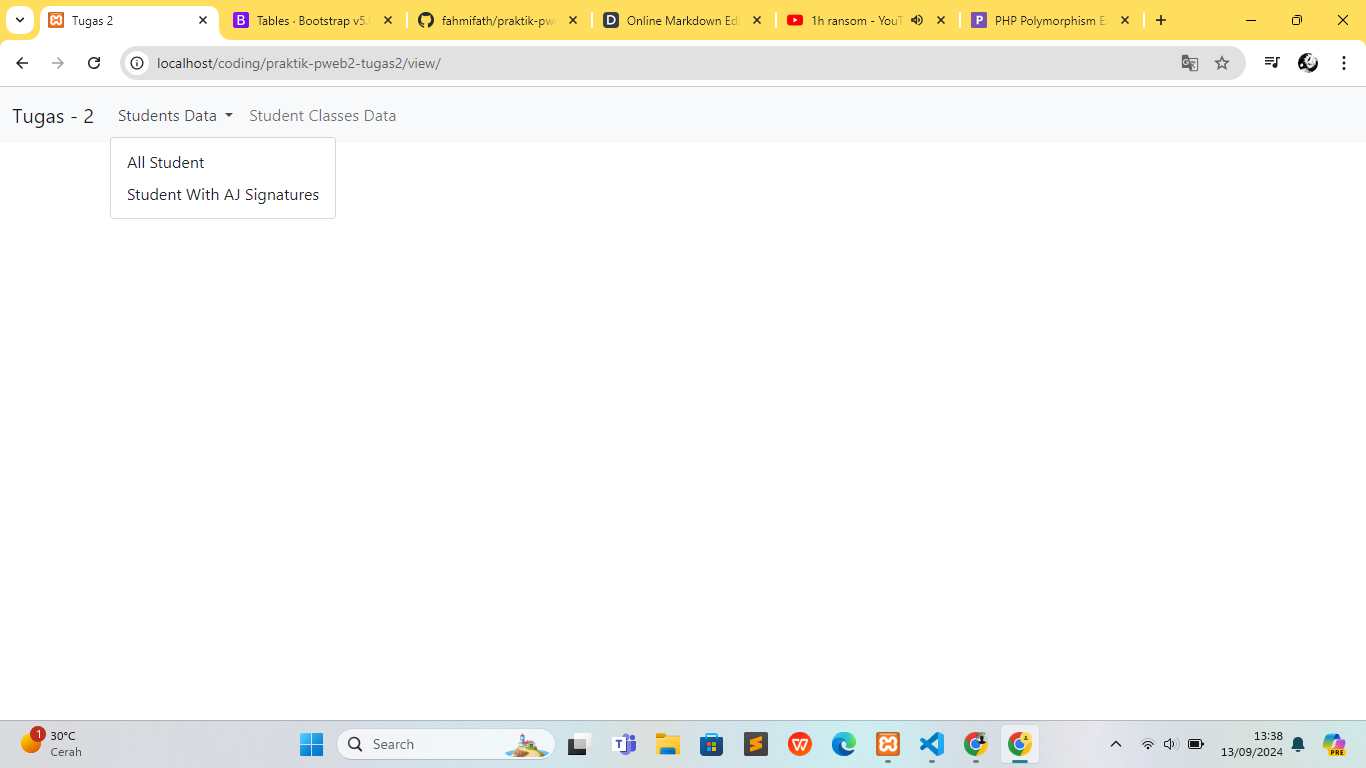 Tugas 2
Tables · Bootstrap v5.
fahmifath/praktik-pw
Online Markdown Edi
1h ransom - YouT
PHP Polymorphism E
localhost/coding/praktik-pweb2-tugas2/view/
Tugas - 2
Students Data
Student Classes Data
All Student
Student With AJ Signatures
1
30°C
Cerah
Search
13:38
13/09/2024
PRE